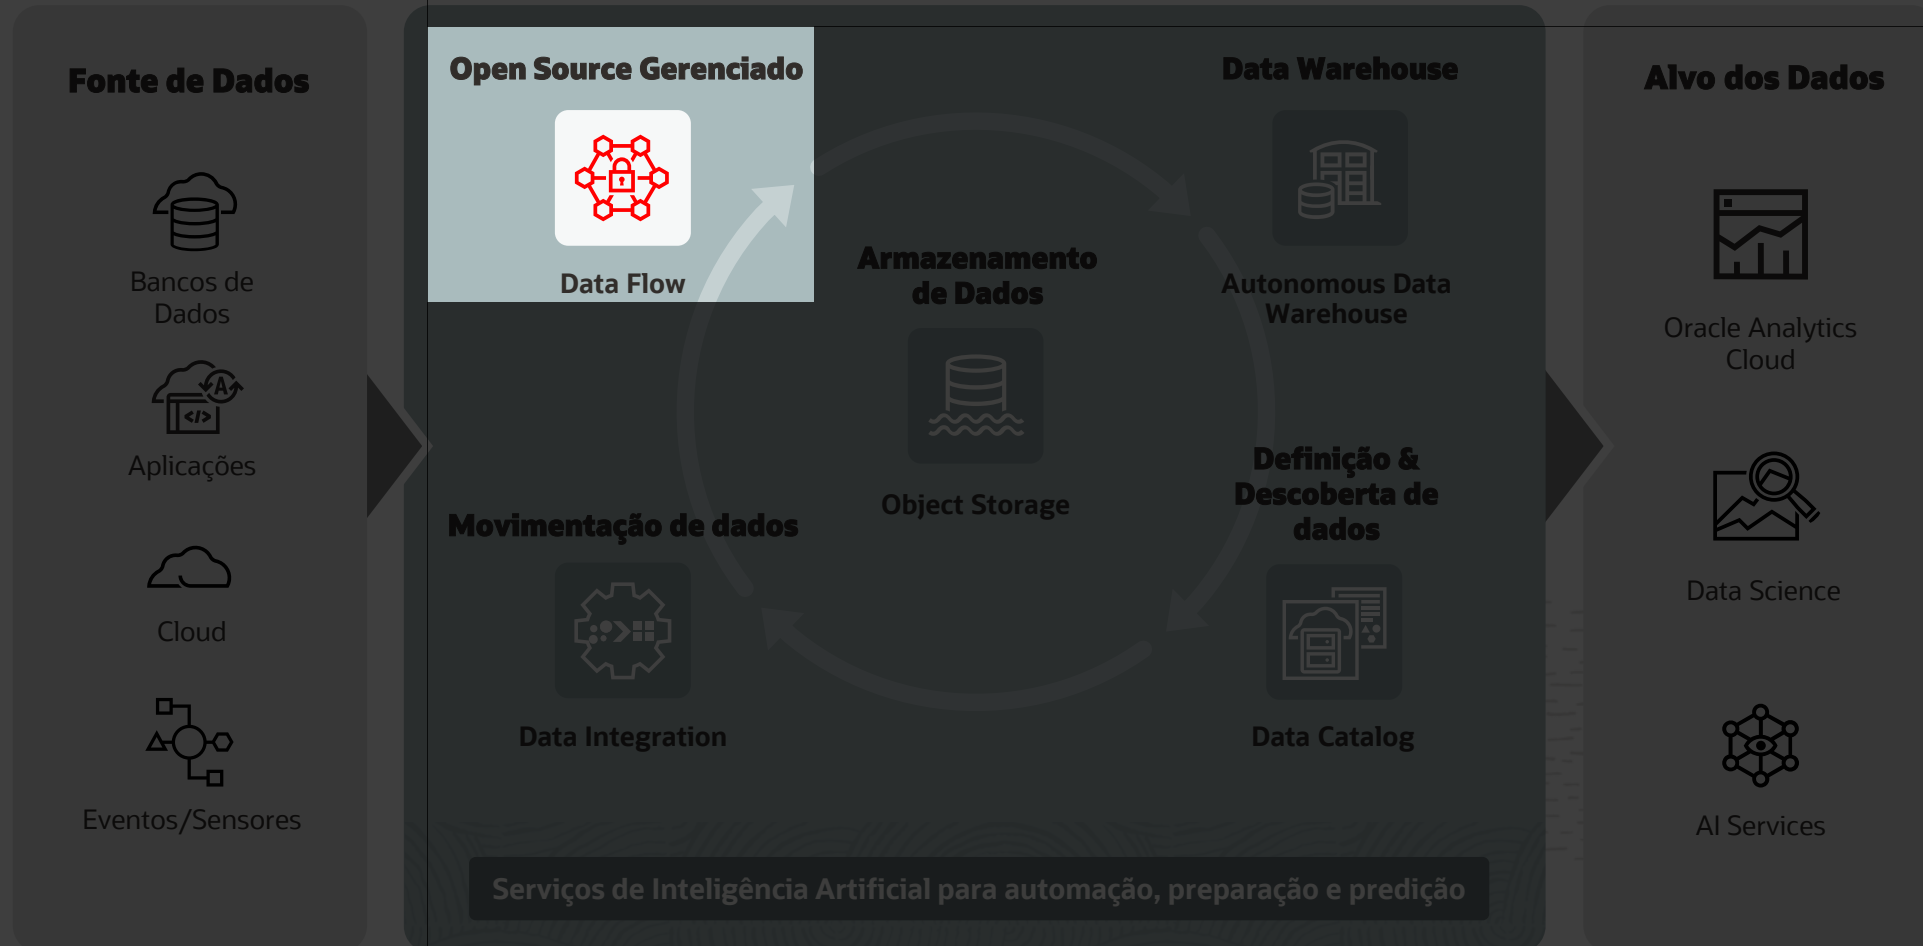 Fonte de Dados
Bancos de
Dados
Aplicações
Cloud
Eventos/Sensores
Open Source Gerenciado
Data Flow
Data Warehouse
Autonomous Data
Warehouse
Armazenamento
de Dados
Object Storage
Movimentação de dados
Data Integration
Definição &
Descoberta de
dados
Data Catalog
Serviços de Inteligência Artificial para automação, preparação e predição
Alvo dos Dados
Oracle Analytics
Cloud
Data Science
AI Services
A
</>